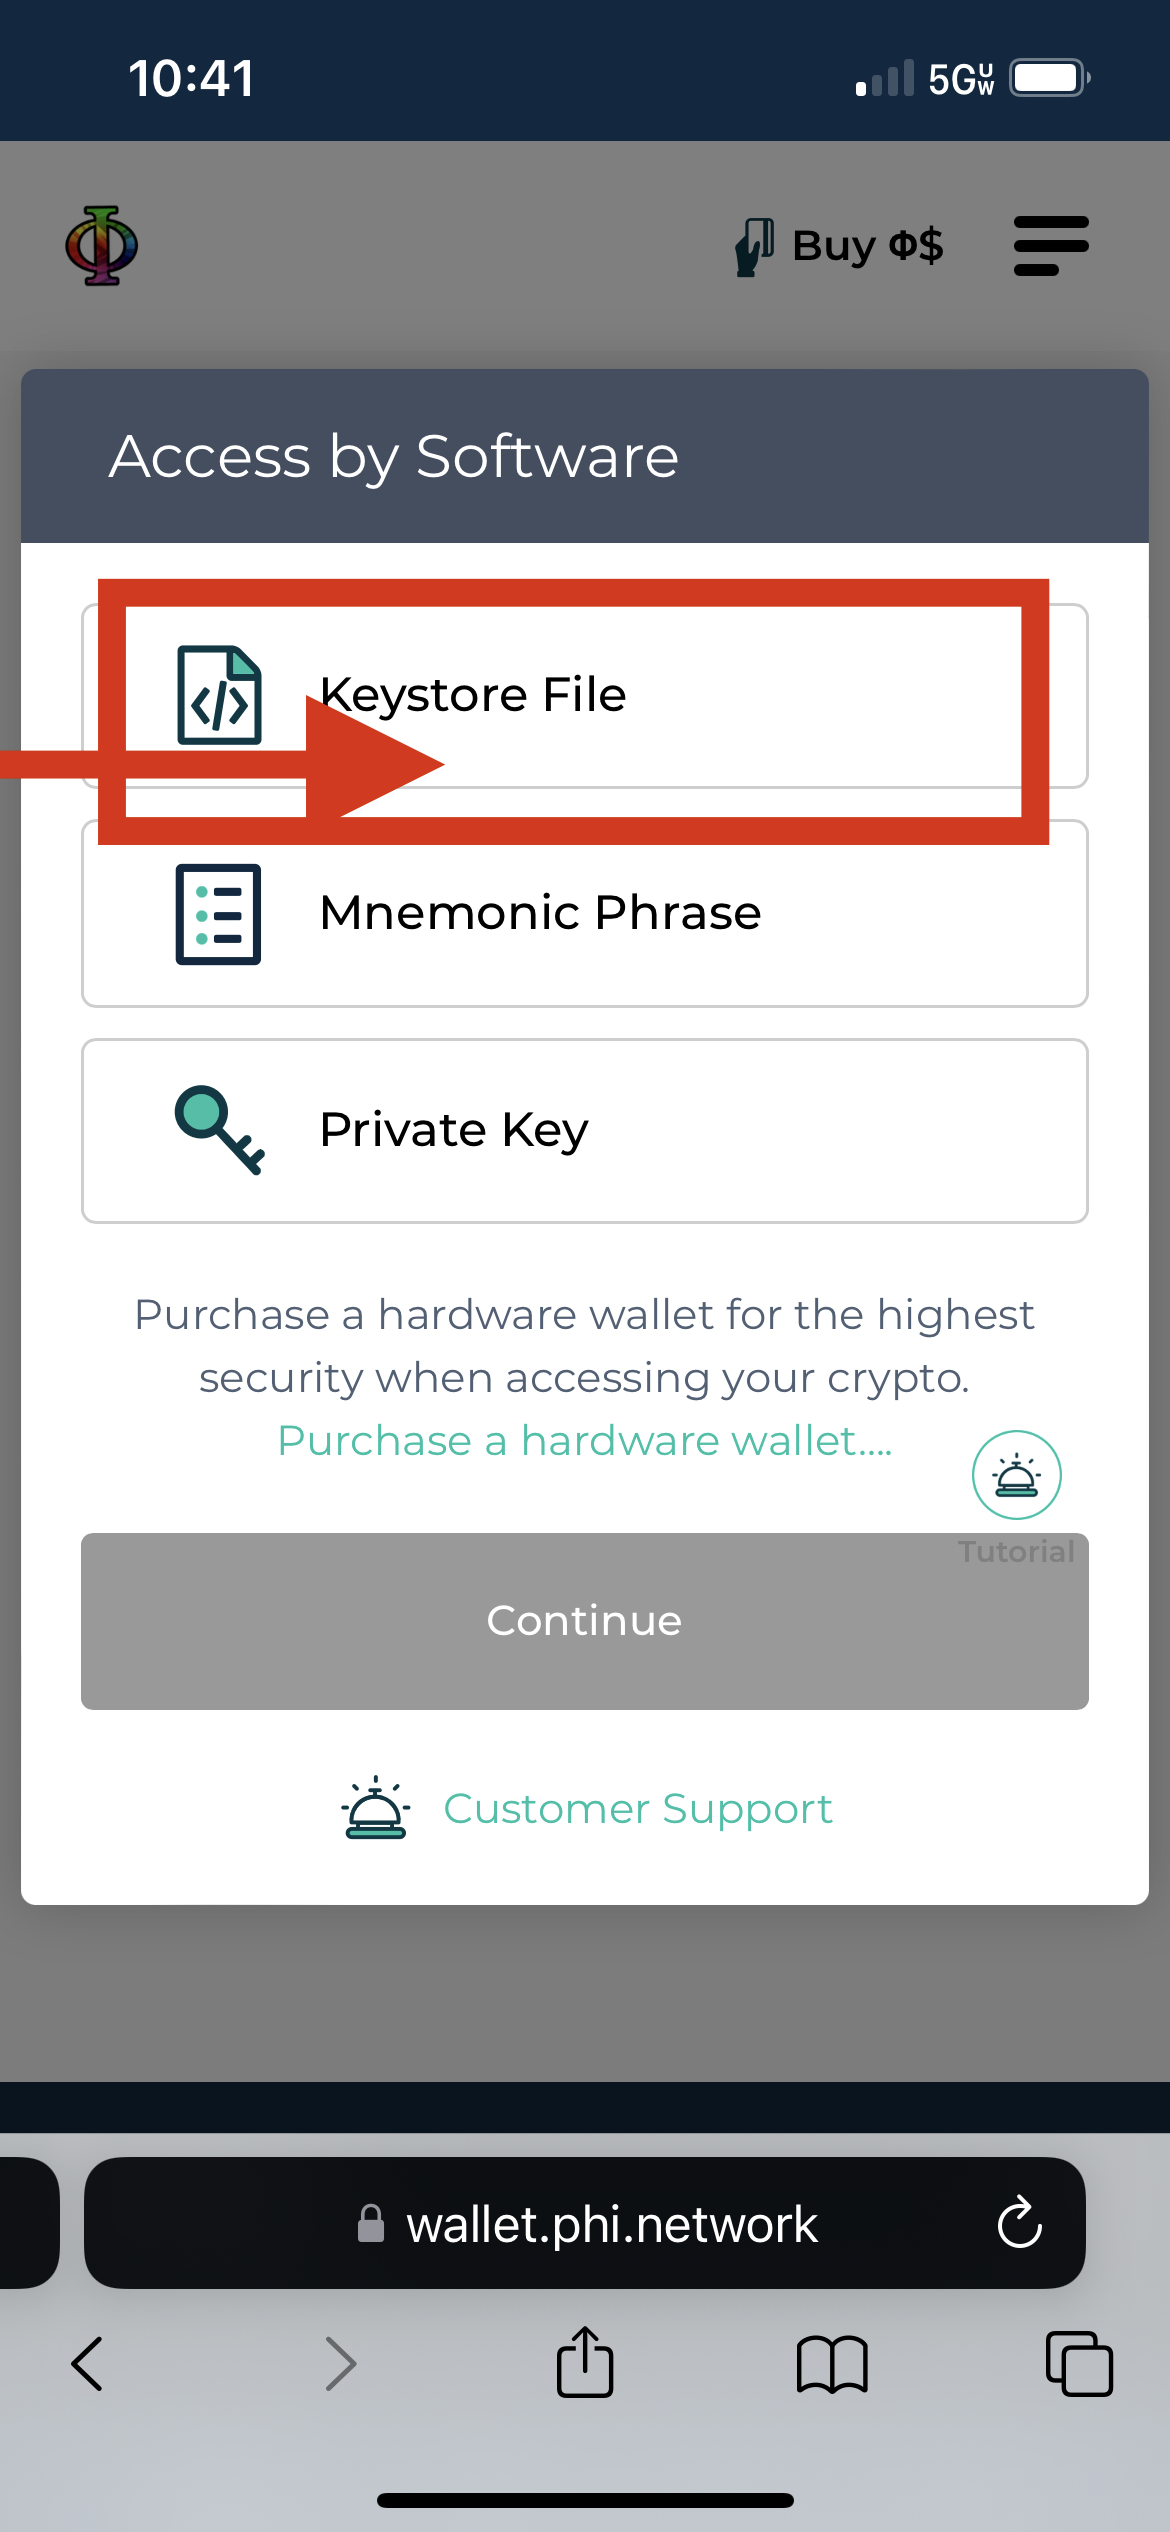 10:41
5GUW
Buy Φ$
Access by Software
Keystore File
Mnemonic Phrase
Private Key
Purchase a hardware wallet for the highest
security when accessing your crypto.
Purchase a hardware wallet....
Tutorial
Continue
Customer Support
wallet.phi.network